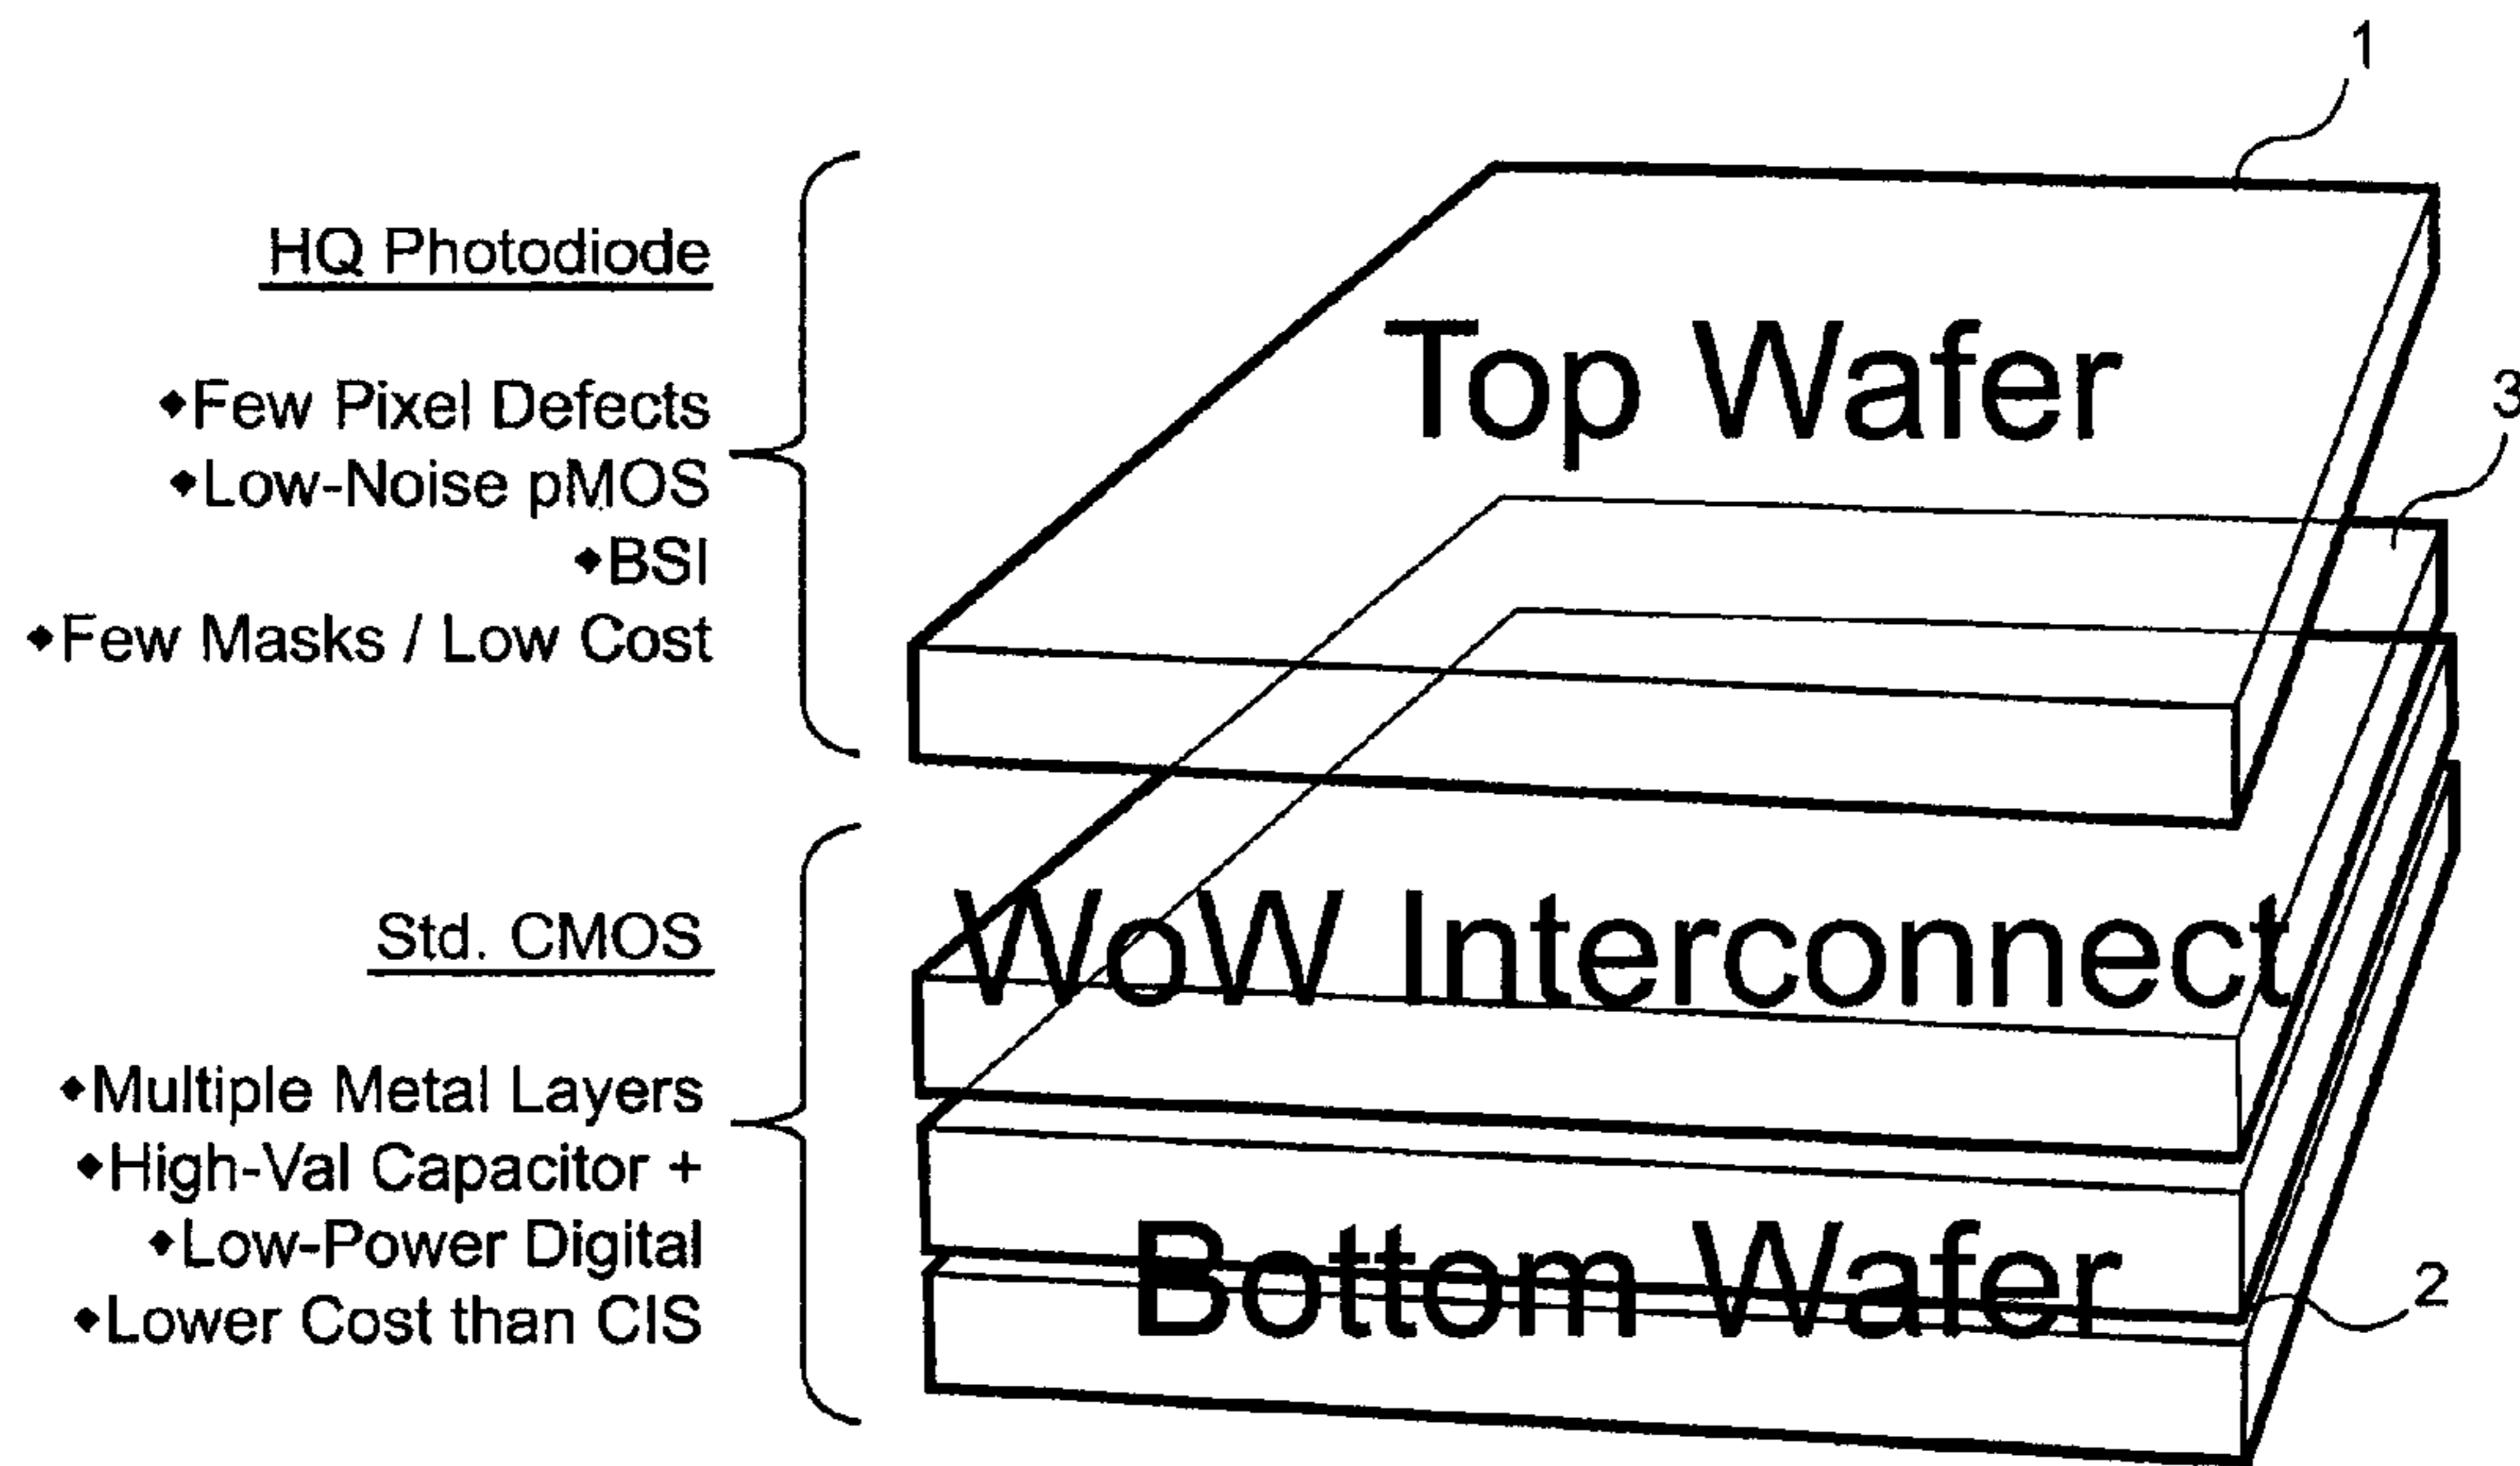 1
HQ Photodiode
◆Few Pixel Defects
◆Low-Noise pMOS
◆BSI
◆Few Masks / Low Cost
Top Wafer
3
Std. CMOS
◆Multiple Metal Layers
◆High-Val Capacitor +
◆Low-Power Digital
◆Lower Cost than CIS
WoW Interconnect
Bottom Wafer
2